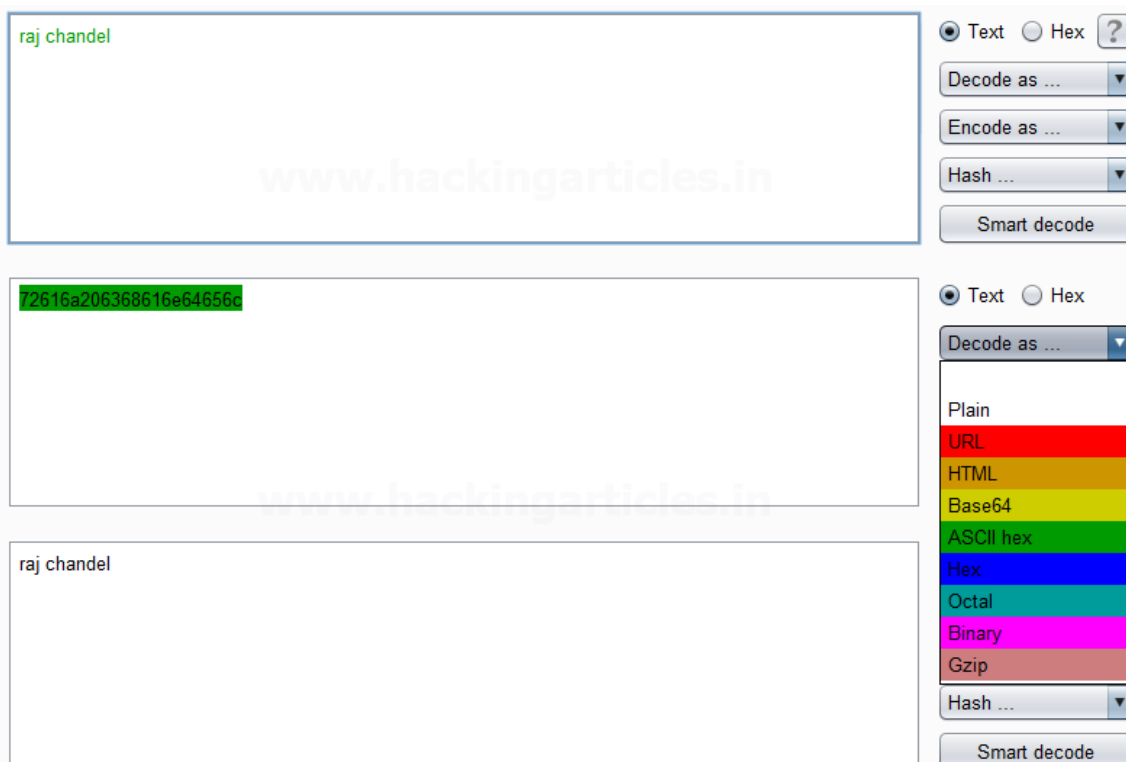 raj chandel
Text Hex ?
Decode as ...
Encode as ...
Hash ...
Smart decode
www.hackingarticles.in
72616a206368616e64656c
Text Hex
Decode as ...
Plain
URL
HTML
Base64
ASCII hex
Hex
Octal
Binary
Gzip
www.hackingarticles.in
raj chandel
Hash ...
Smart decode